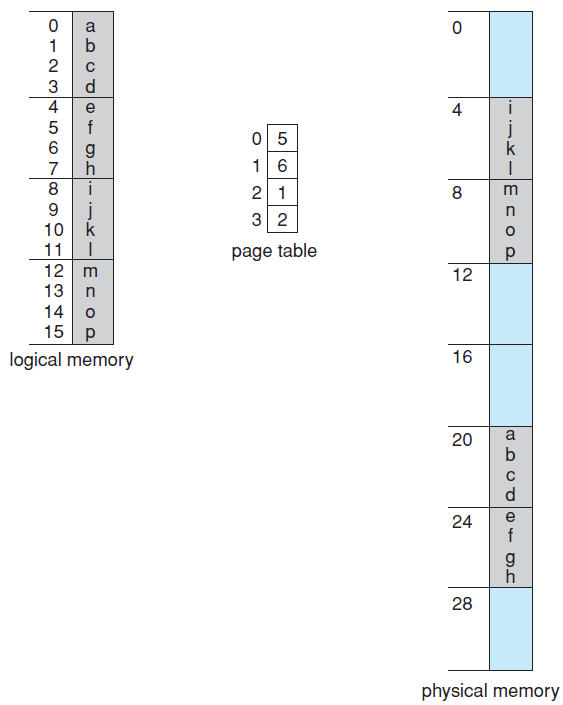 0 a
1 b
2 c
3 d
4 e
5 f
6 g
7 h
8 i
9 j
10 k
11 l
12 m
13 n
14 o
15 p
logical memory
0 5
1 6
2 1
3 2
page table
0
4 i
j
k
l
8 m
n
o
p
12
16
20 a
b
c
d
24 e
f
g
h
28
physical memory